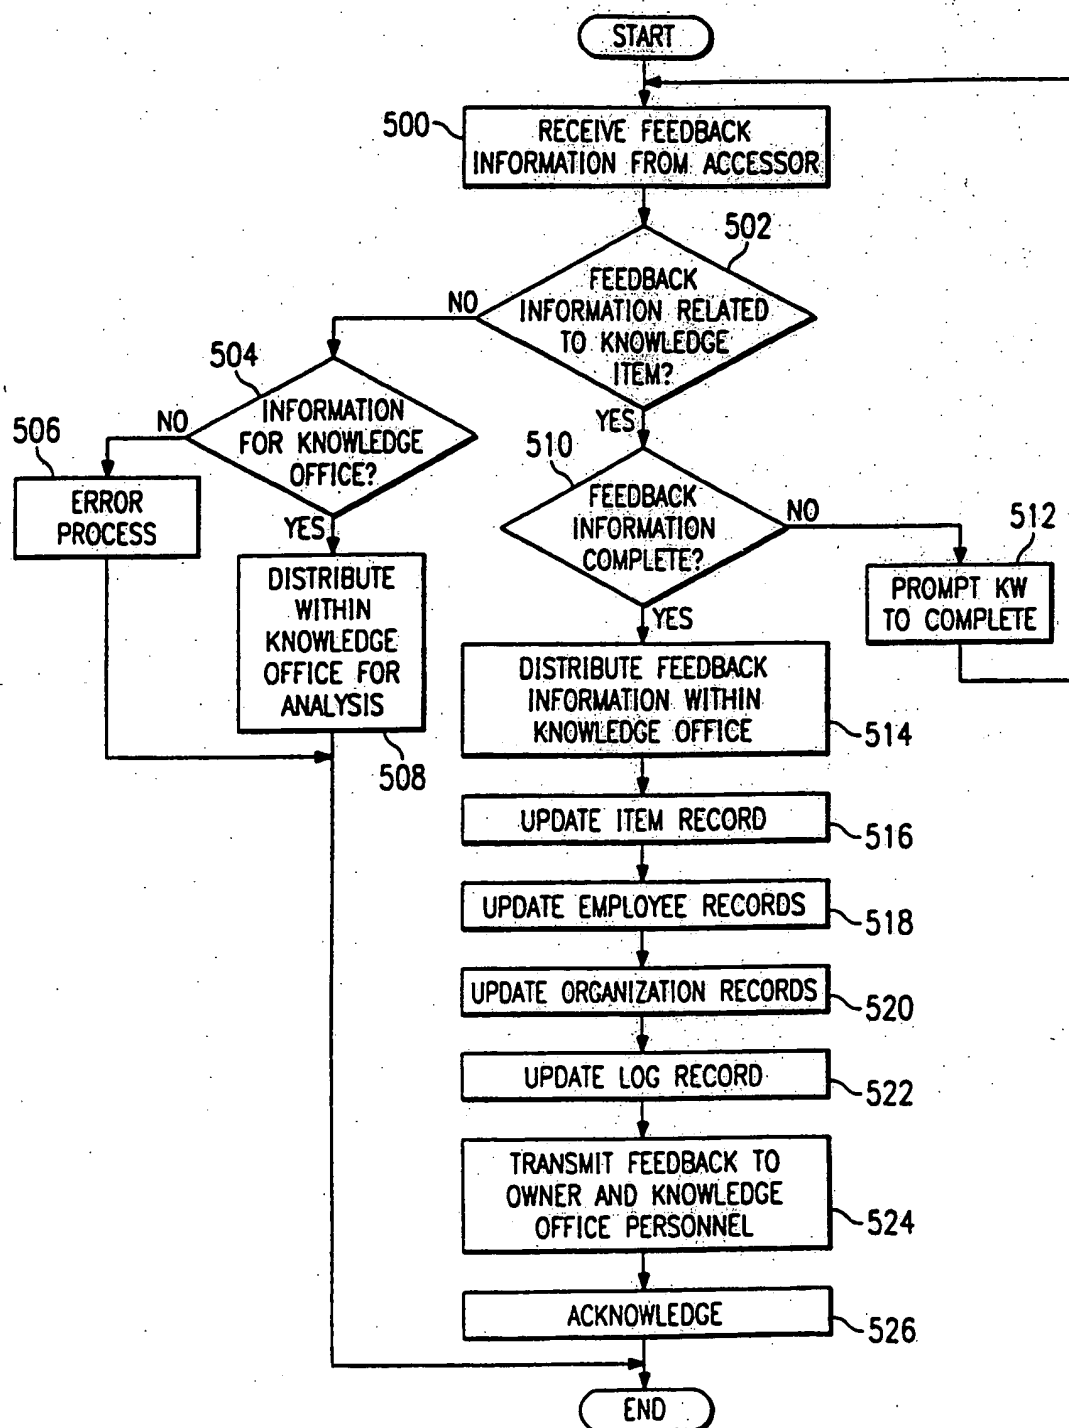 START
500
RECEIVE FEEDBACK
INFORMATION FROM ACCESSOR
502
FEEDBACK
INFORMATION RELATED
TO KNOWLEDGE
ITEM?
NO
YES
504
INFORMATION
FOR KNOWLEDGE
OFFICE?
NO
YES
506
ERROR
PROCESS
DISTRIBUTE
WITHIN
KNOWLEDGE
OFFICE FOR
ANALYSIS
508
510
FEEDBACK
INFORMATION
COMPLETE?
NO
YES
512
PROMPT KW
TO COMPLETE
DISTRIBUTE FEEDBACK
INFORMATION WITHIN
KNOWLEDGE OFFICE
514
UPDATE ITEM RECORD
516
UPDATE EMPLOYEE RECORDS
518
UPDATE ORGANIZATION RECORDS
520
UPDATE LOG RECORD
522
TRANSMIT FEEDBACK TO
OWNER AND KNOWLEDGE
OFFICE PERSONNEL
524
ACKNOWLEDGE
526
END